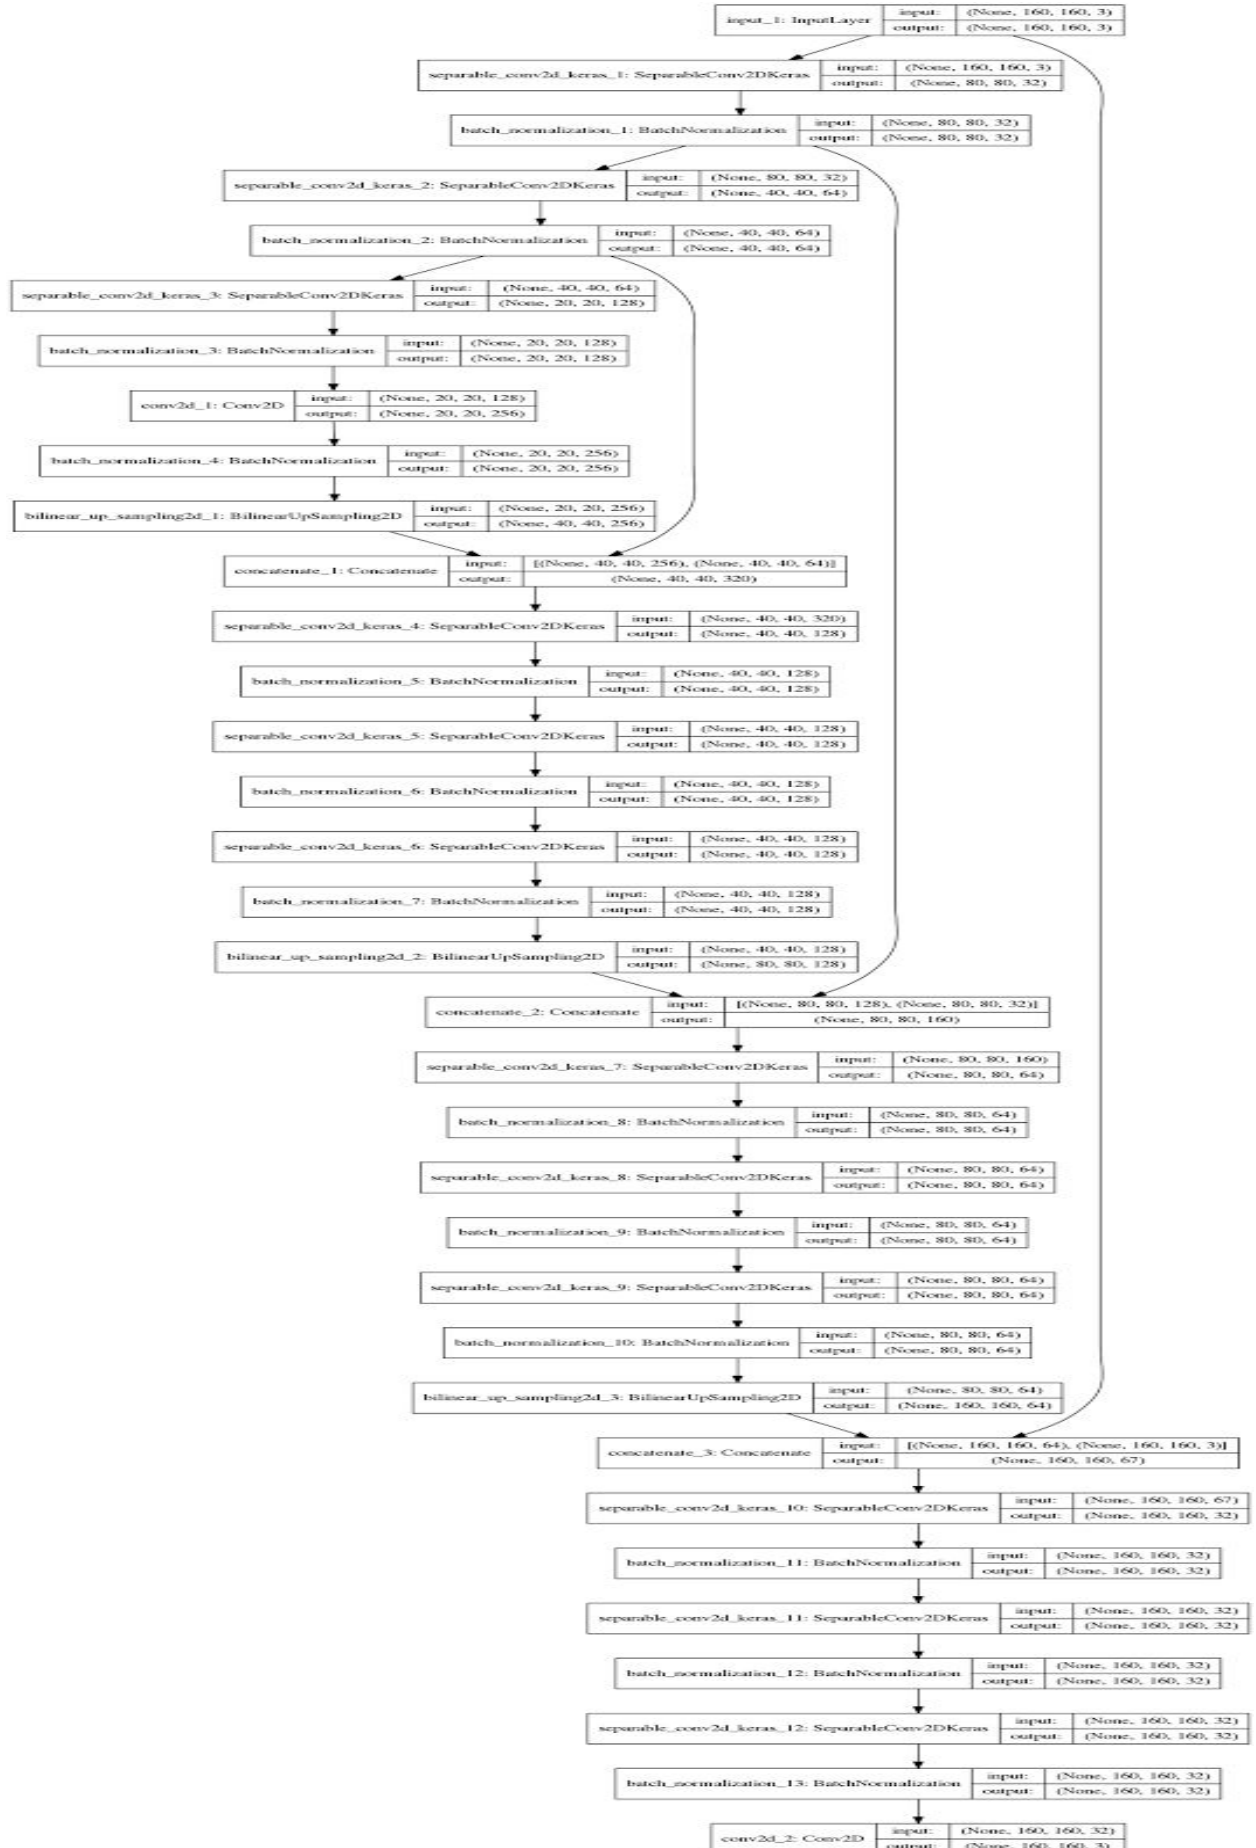 input_1: InputLayer
input: (None, 160, 160, 3)
output: (None, 160, 160, 3)
separable_conv2d_keras_1: SeparableConv2DKeras
input: (None, 160, 160, 3)
output: (None, 80, 80, 32)
batch_normalization_1: BatchNormalization
input: (None, 80, 80, 32)
output: (None, 80, 80, 32)
separable_conv2d_keras_2: SeparableConv2DKeras
input: (None, 80, 80, 32)
output: (None, 40, 40, 64)
batch_normalization_2: BatchNormalization
input: (None, 40, 40, 64)
output: (None, 40, 40, 64)
separable_conv2d_keras_3: SeparableConv2DKeras
input: (None, 40, 40, 64)
output: (None, 20, 20, 128)
batch_normalization_3: BatchNormalization
input: (None, 20, 20, 128)
output: (None, 20, 20, 128)
conv2d_1: Conv2D
input: (None, 20, 20, 128)
output: (None, 20, 20, 256)
batch_normalization_4: BatchNormalization
input: (None, 20, 20, 256)
output: (None, 20, 20, 256)
bilinear_up_sampling2d_1: BilinearUpSampling2D
input: (None, 20, 20, 256)
output: (None, 40, 40, 256)
concatenate_1: Concatenate
input: [(None, 40, 40, 256), (None, 40, 40, 64)]
output: (None, 40, 40, 320)
separable_conv2d_keras_4: SeparableConv2DKeras
input: (None, 40, 40, 320)
output: (None, 40, 40, 128)
batch_normalization_5: BatchNormalization
input: (None, 40, 40, 128)
output: (None, 40, 40, 128)
separable_conv2d_keras_5: SeparableConv2DKeras
input: (None, 40, 40, 128)
output: (None, 40, 40, 128)
batch_normalization_6: BatchNormalization
input: (None, 40, 40, 128)
output: (None, 40, 40, 128)
separable_conv2d_keras_6: SeparableConv2DKeras
input: (None, 40, 40, 128)
output: (None, 40, 40, 128)
batch_normalization_7: BatchNormalization
input: (None, 40, 40, 128)
output: (None, 40, 40, 128)
bilinear_up_sampling2d_2: BilinearUpSampling2D
input: (None, 40, 40, 128)
output: (None, 80, 80, 128)
concatenate_2: Concatenate
input: [(None, 80, 80, 128), (None, 80, 80, 32)]
output: (None, 80, 80, 160)
separable_conv2d_keras_7: SeparableConv2DKeras
input: (None, 80, 80, 160)
output: (None, 80, 80, 64)
batch_normalization_8: BatchNormalization
input: (None, 80, 80, 64)
output: (None, 80, 80, 64)
separable_conv2d_keras_8: SeparableConv2DKeras
input: (None, 80, 80, 64)
output: (None, 80, 80, 64)
batch_normalization_9: BatchNormalization
input: (None, 80, 80, 64)
output: (None, 80, 80, 64)
separable_conv2d_keras_9: SeparableConv2DKeras
input: (None, 80, 80, 64)
output: (None, 80, 80, 64)
batch_normalization_10: BatchNormalization
input: (None, 80, 80, 64)
output: (None, 80, 80, 64)
bilinear_up_sampling2d_3: BilinearUpSampling2D
input: (None, 80, 80, 64)
output: (None, 160, 160, 64)
concatenate_3: Concatenate
input: [(None, 160, 160, 64), (None, 160, 160, 3)]
output: (None, 160, 160, 67)
separable_conv2d_keras_10: SeparableConv2DKeras
input: (None, 160, 160, 67)
output: (None, 160, 160, 32)
batch_normalization_11: BatchNormalization
input: (None, 160, 160, 32)
output: (None, 160, 160, 32)
separable_conv2d_keras_11: SeparableConv2DKeras
input: (None, 160, 160, 32)
output: (None, 160, 160, 32)
batch_normalization_12: BatchNormalization
input: (None, 160, 160, 32)
output: (None, 160, 160, 32)
separable_conv2d_keras_12: SeparableConv2DKeras
input: (None, 160, 160, 32)
output: (None, 160, 160, 32)
batch_normalization_13: BatchNormalization
input: (None, 160, 160, 32)
output: (None, 160, 160, 32)
conv2d_2: Conv2D
input: (None, 160, 160, 32)
output: (None, 160, 160, 3)